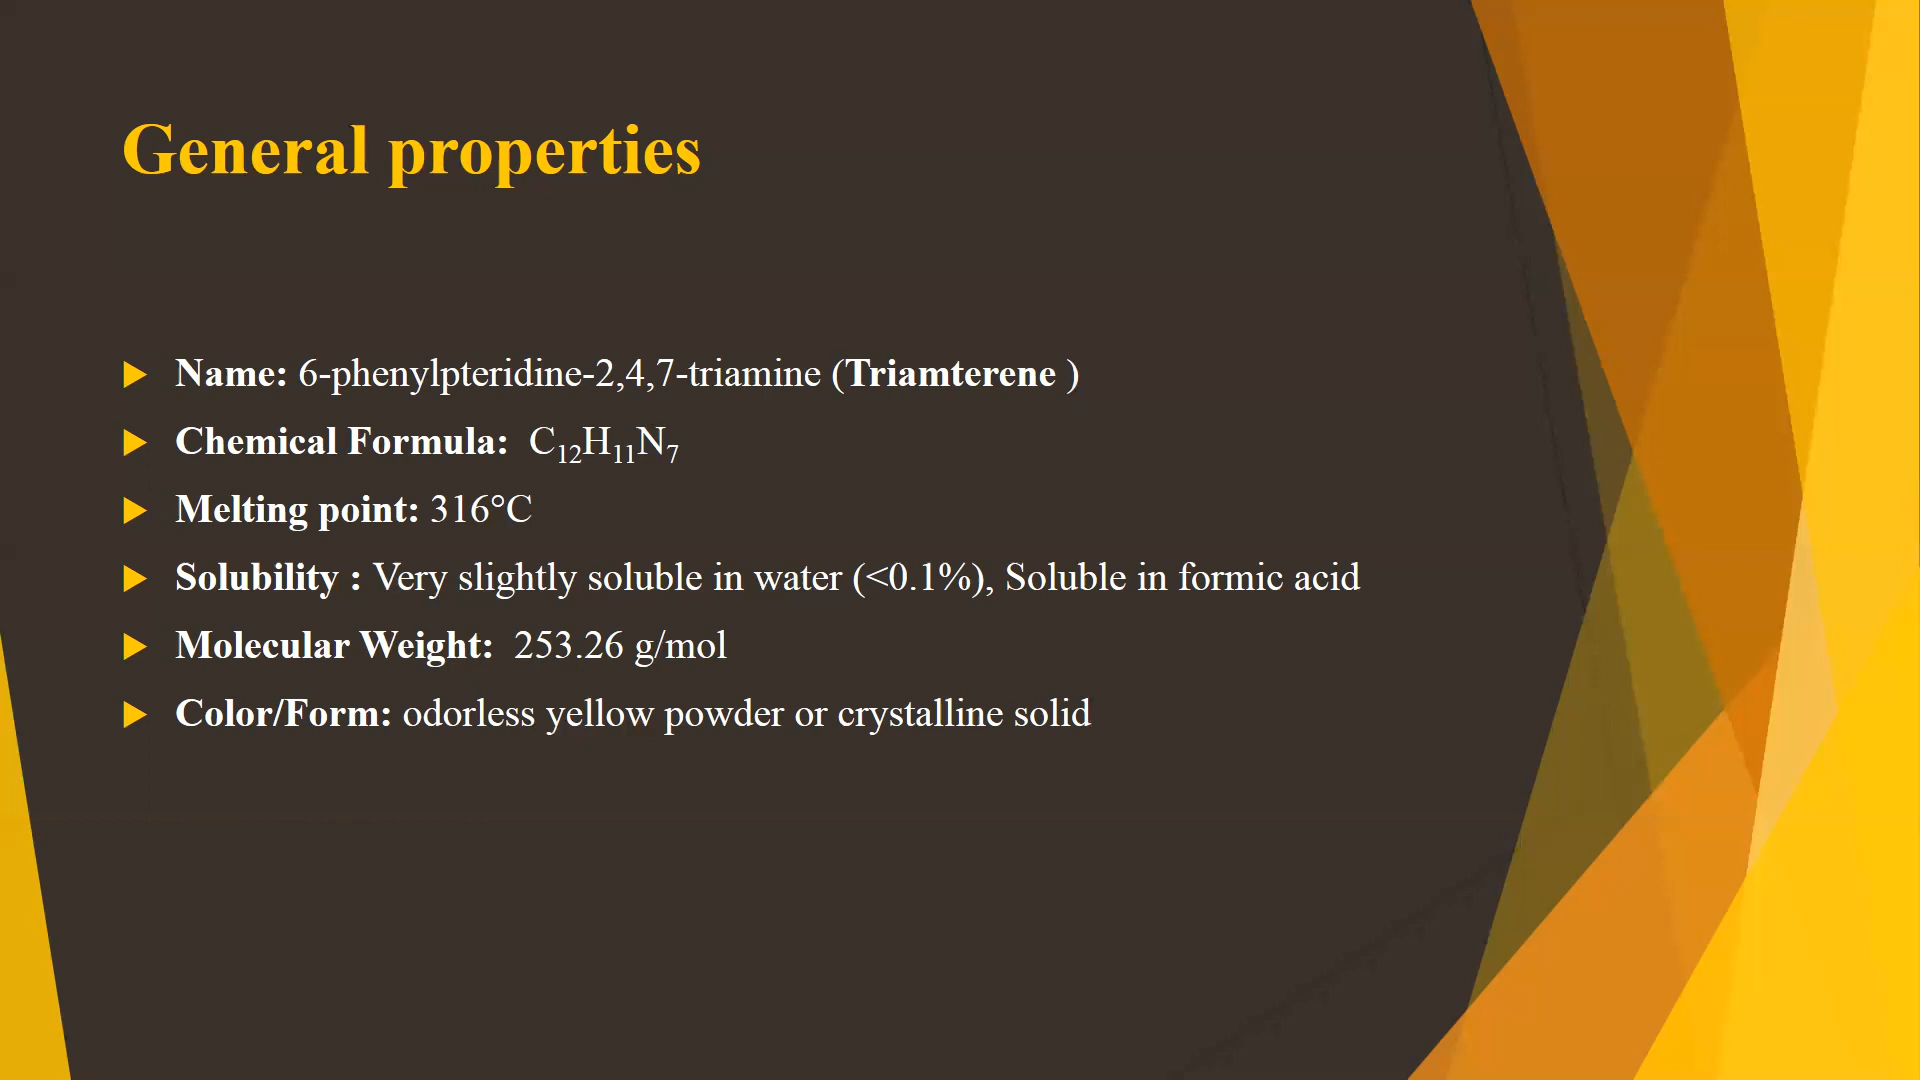 General properties
Name: 6-phenylpteridine-2,4,7-triamine (Triamterene )
Chemical Formula: C₁₂H₁₁N₇
Melting point: 316°C
Solubility : Very slightly soluble in water (<0.1%), Soluble in formic acid
Molecular Weight: 253.26 g/mol
Color/Form: odorless yellow powder or crystalline solid